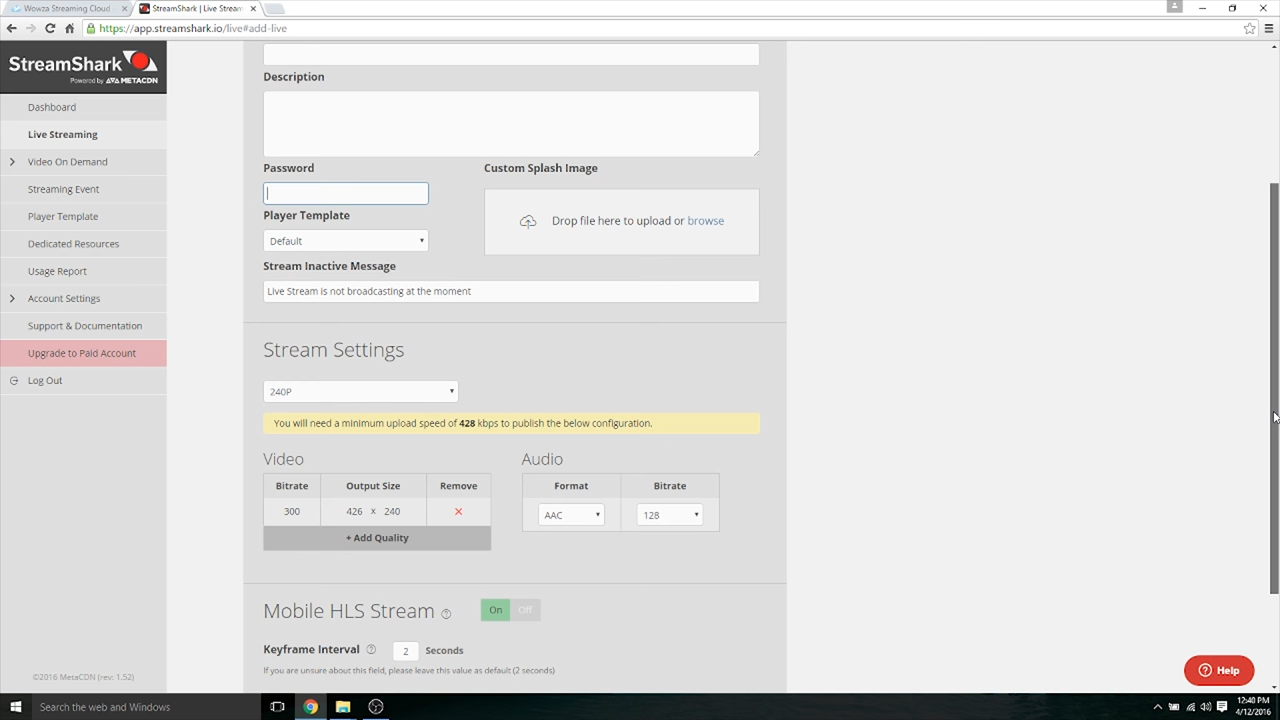 Wowza Streaming Cloud
StreamShark | Live Stream
https://app.streamshark.io/live#add-live
StreamShark
Powered by METACDN
Dashboard
Live Streaming
Video On Demand
Streaming Event
Player Template
Dedicated Resources
Usage Report
Account Settings
Support & Documentation
Upgrade to Paid Account
Log Out
©2016 MetaCDN (rev: 1.52)
Description
Password
Custom Splash Image
Drop file here to upload or browse
Player Template
Default
Stream Inactive Message
Live Stream is not broadcasting at the moment
Stream Settings
240P
You will need a minimum upload speed of 428 kbps to publish the below configuration.
Video
Bitrate Output Size Remove
300 426 x 240
+ Add Quality
Audio
Format Bitrate
AAC 128
Mobile HLS Stream ? On Off
Keyframe Interval ? 2 Seconds
If you are unsure about this field, please leave this value as default (2 seconds)
? Help
Search the web and Windows
12:40 PM
4/12/2016